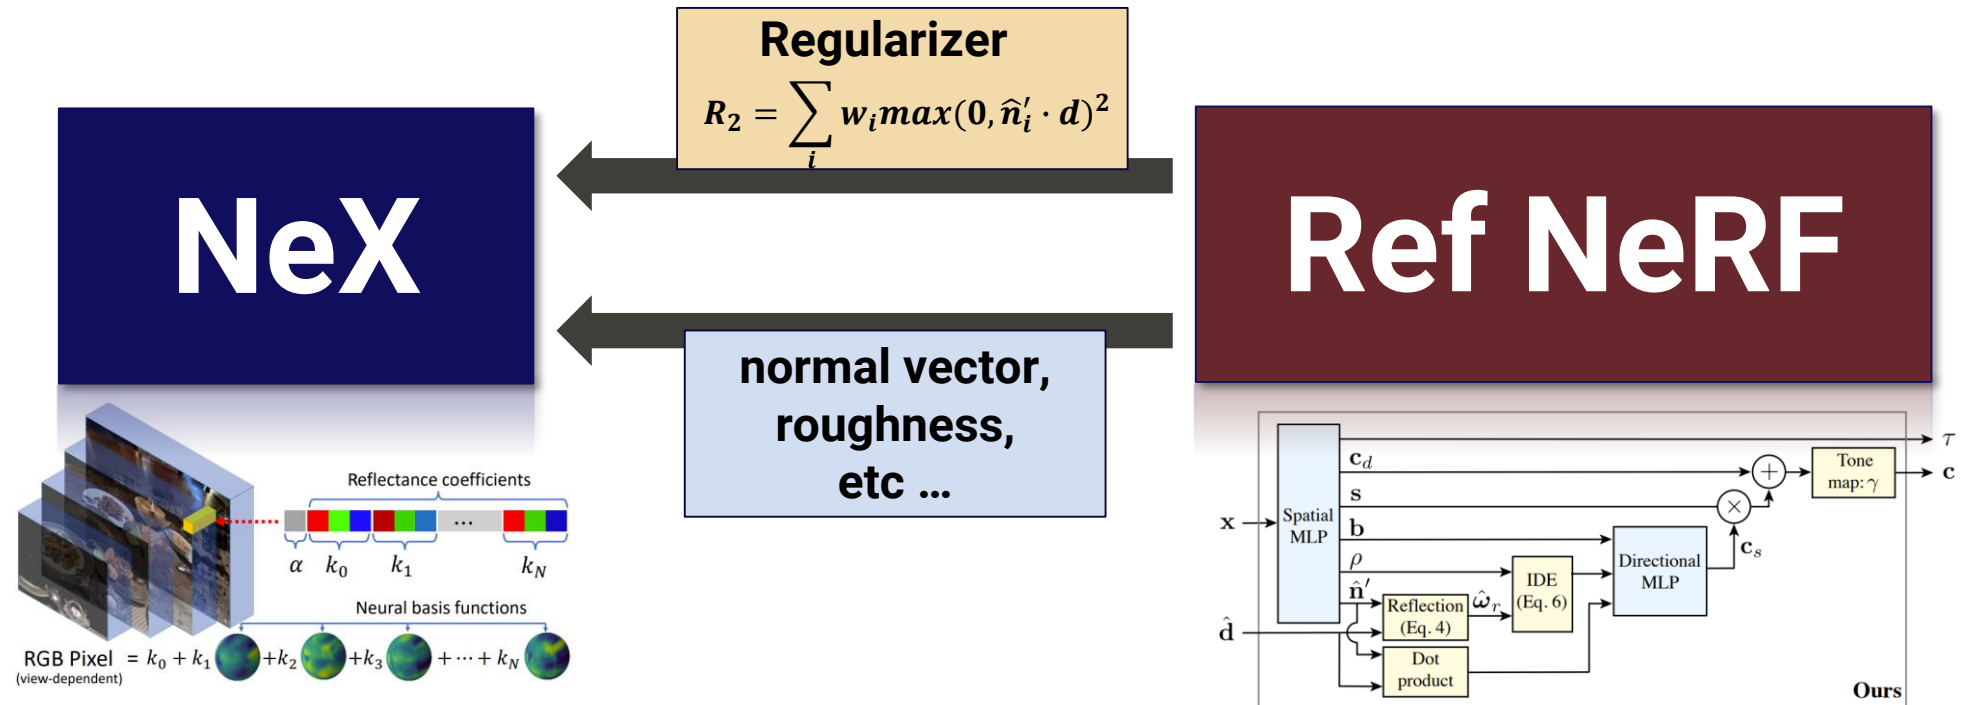 Regularizer
R₂ = ∑ᵢ wᵢmax(0, n̂ᵢ′ · d)²
NeX
Ref NeRF
normal vector,
roughness,
etc ...
Reflectance coefficients
...
α k₀ k₁ k_N
Neural basis functions
RGB Pixel = k₀ + k₁ +k₂ +k₃ + ⋯ + k_N
(view-dependent)
x
d̂
Spatial
MLP
c_d
s
b
ρ
n̂′
Reflection
(Eq. 4)
ω̂ᵣ
Dot
product
IDE
(Eq. 6)
Directional
MLP
c_s
×
+
Tone
map: γ
τ
c
Ours